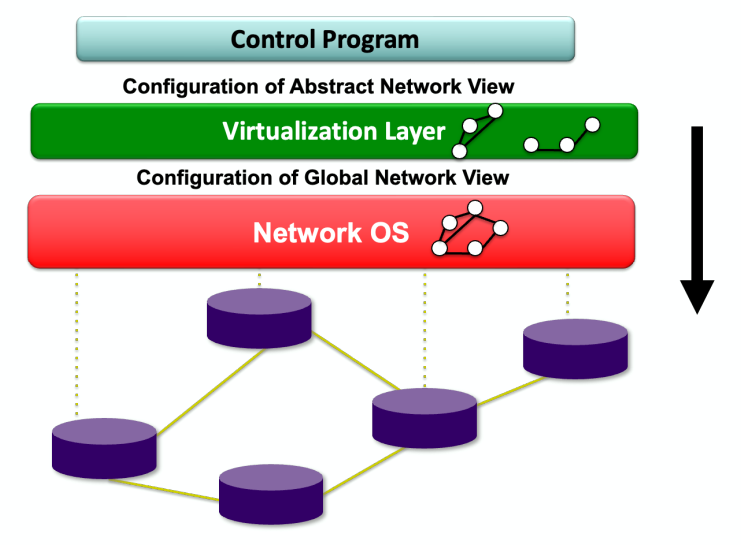 Control Program
Configuration of Abstract Network View
Virtualization Layer
Configuration of Global Network View
Network OS